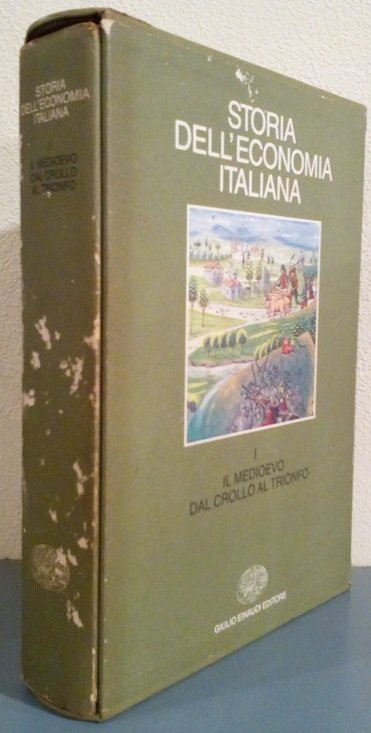 STORIA
DELL'ECONOMIA
ITALIANA
I
IL MEDIOEVO
DAL CROLLO
AL TRIONFO
STORIA
DELL'ECONOMIA
ITALIANA
I
IL MEDIOEVO
DAL CROLLO AL TRIONFO
GIULIO EINAUDI EDITORE